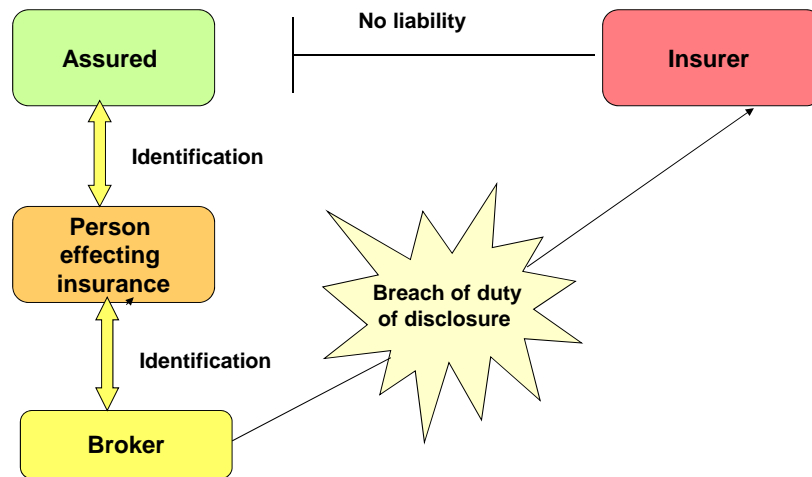 No liability
Assured
Insurer
Identification
Person
effecting
insurance
Breach of duty
of disclosure
Identification
Broker